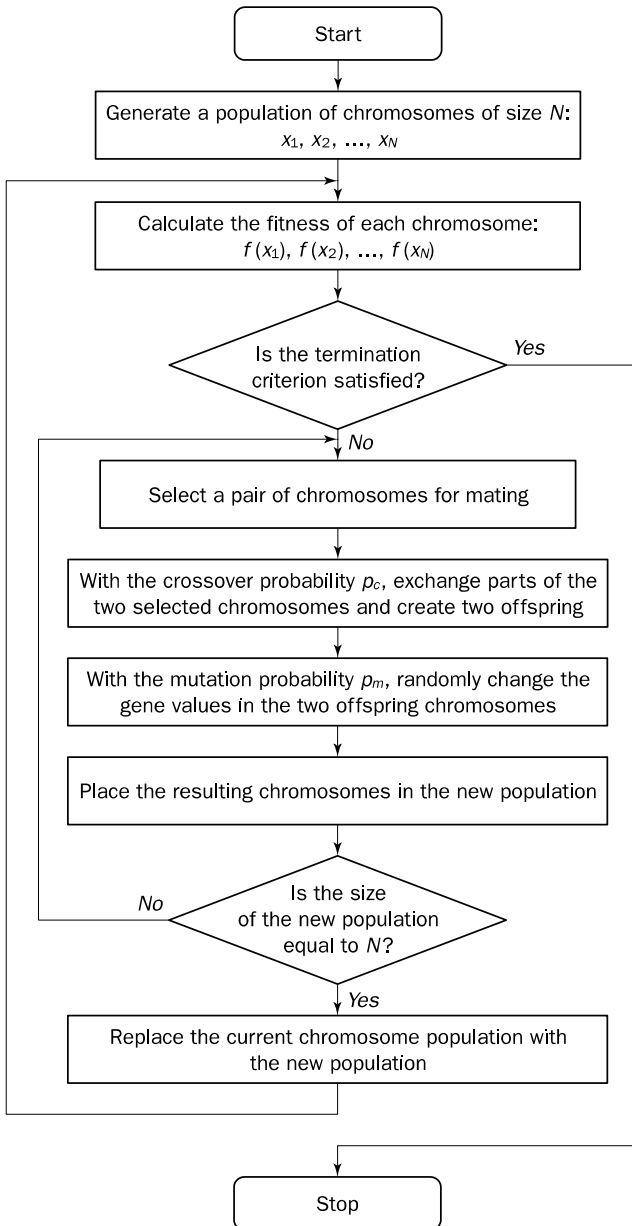 Start
Generate a population of chromosomes of size N:
x₁, x₂, ..., x_N
Calculate the fitness of each chromosome:
f (x₁), f (x₂), ..., f (x_N)
Is the termination
criterion satisfied?
Yes
No
Select a pair of chromosomes for mating
With the crossover probability p_c, exchange parts of the
two selected chromosomes and create two offspring
With the mutation probability p_m, randomly change the
gene values in the two offspring chromosomes
Place the resulting chromosomes in the new population
Is the size
of the new population
equal to N?
No
Yes
Replace the current chromosome population with
the new population
Stop